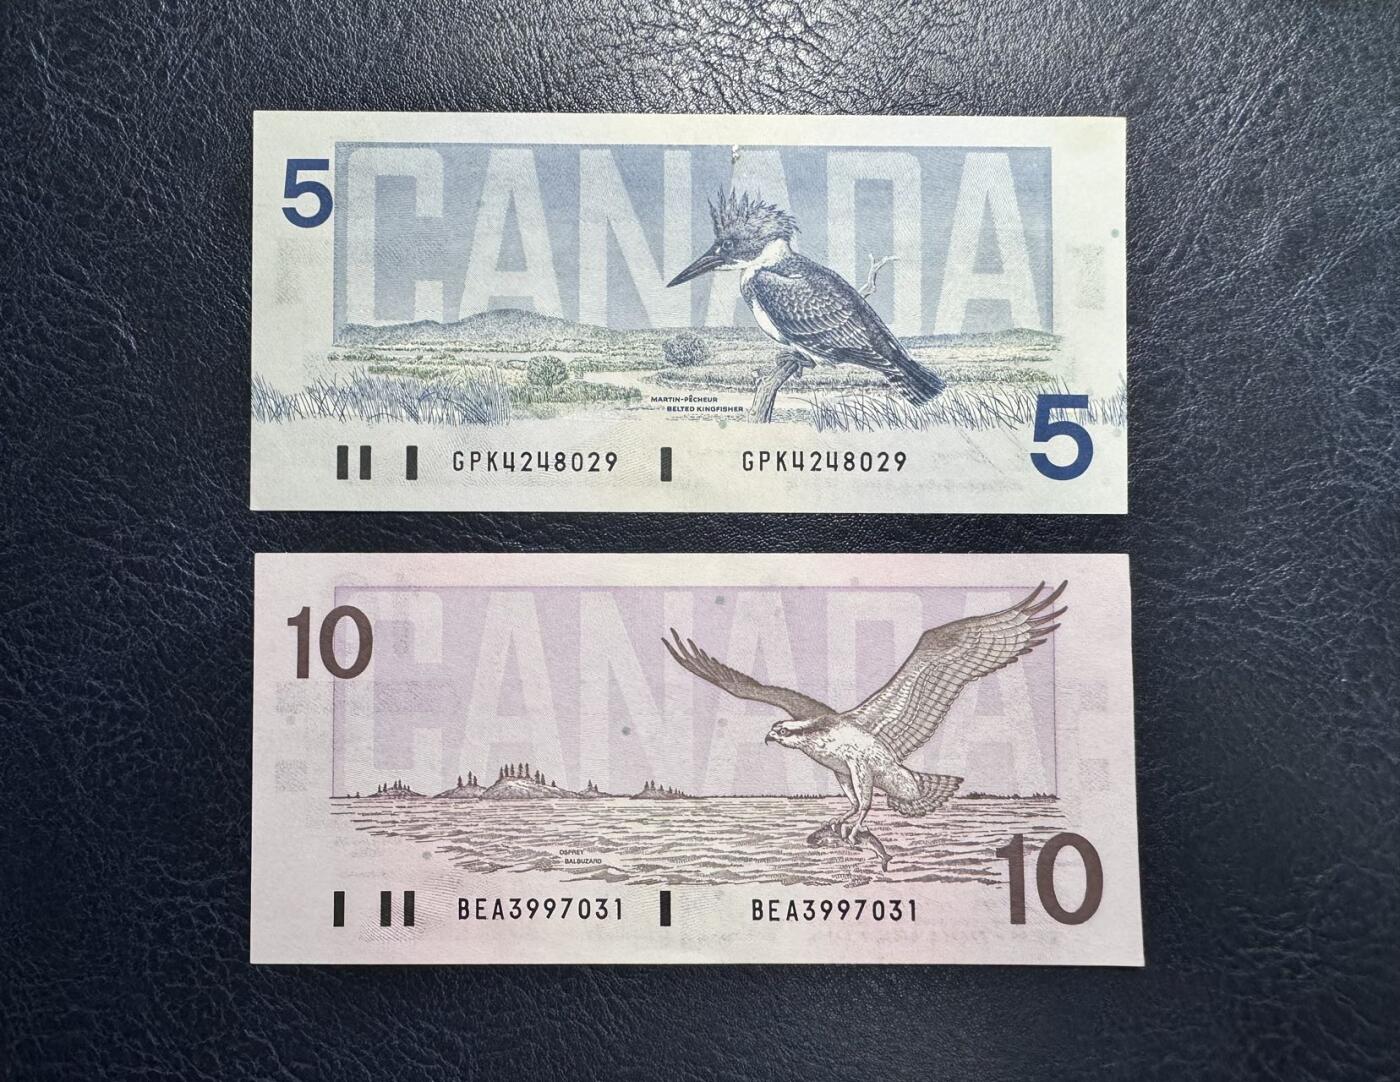 5
CANADA
MARTIN-PÊCHEUR
BELTED KINGFISHER
GPK4248029 GPK4248029
5
10
CANADA
OSPREY
BALBUZARD
BEA3997031 BEA3997031
10